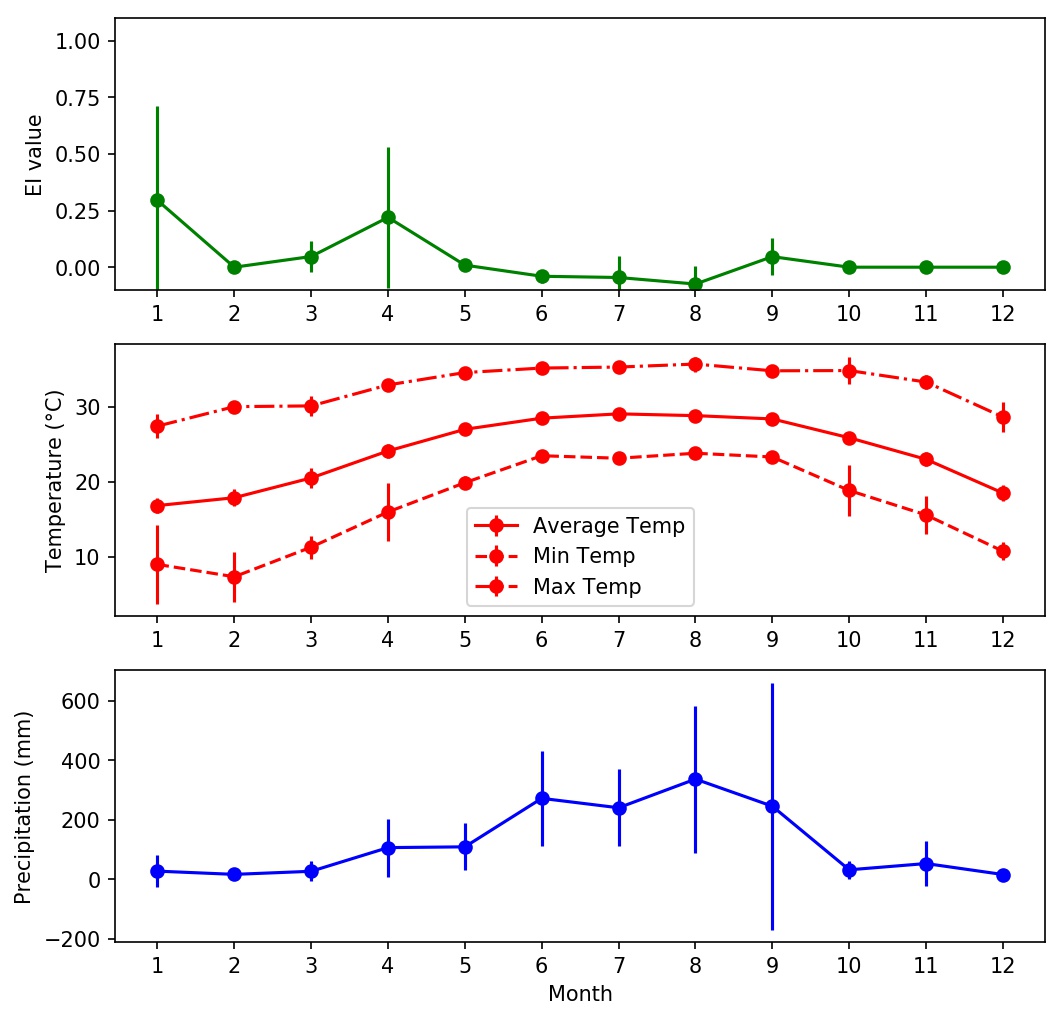 EI value
1.00
0.75
0.50
0.25
0.00
1 2 3 4 5 6 7 8 9 10 11 12
Temperature (°C)
30
20
10
Average Temp
Min Temp
Max Temp
1 2 3 4 5 6 7 8 9 10 11 12
Precipitation (mm)
600
400
200
0
−200
1 2 3 4 5 6 7 8 9 10 11 12
Month